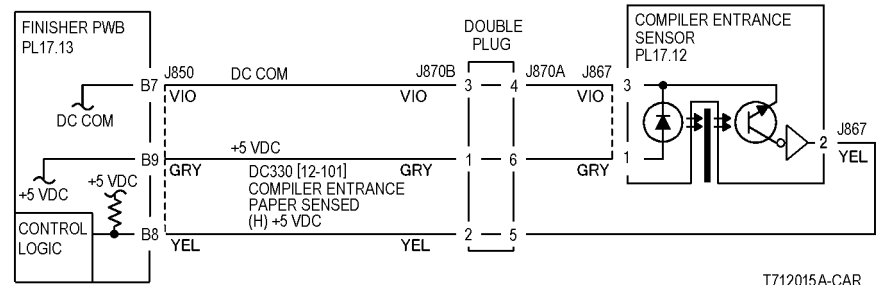 FINISHER PWB
PL17.13
DOUBLE
PLUG
COMPILER ENTRANCE
SENSOR
PL17.12
B7
J850
DC COM
J870B
3
4
J870A
J867
3
VIO
VIO
VIO
DC COM
B9
+5 VDC
1
6
1
2
J867
YEL
GRY
GRY
GRY
+5 VDC
+5 VDC
DC330 [12-101]
COMPILER ENTRANCE
PAPER SENSED
(H) +5 VDC
CONTROL
LOGIC
B8
2
5
YEL
YEL
T712015A-CAR